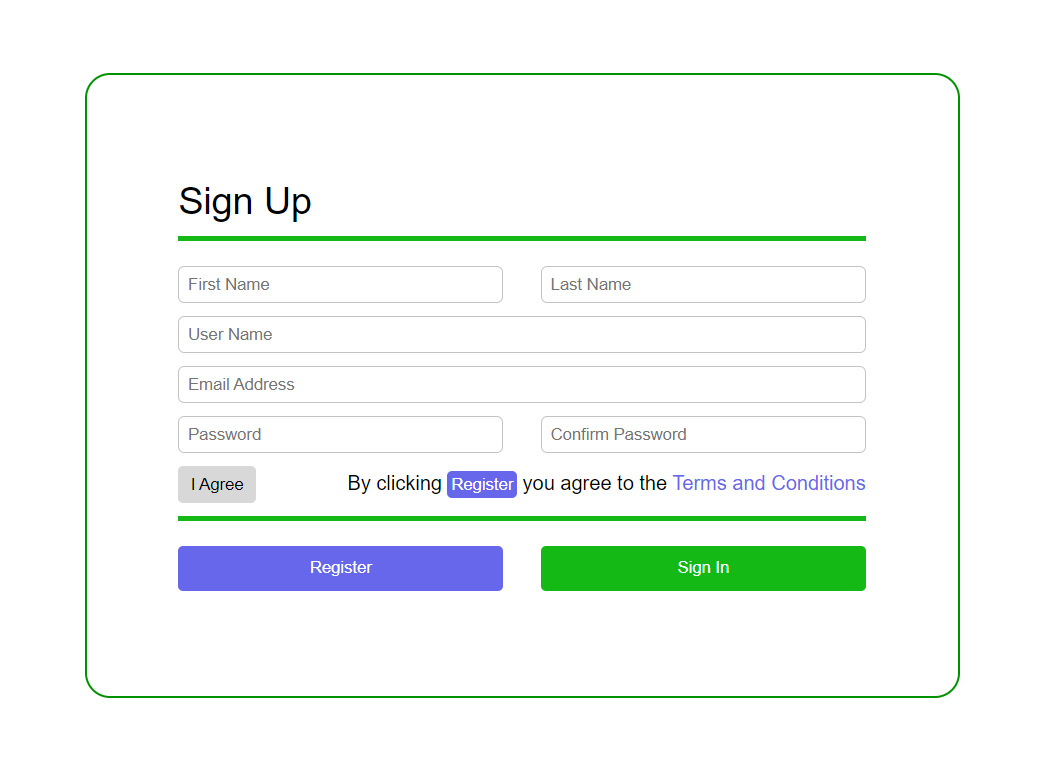 Sign Up
First Name Last Name
User Name
Email Address
Password Confirm Password
I Agree By clicking Register you agree to the Terms and Conditions
Register Sign In